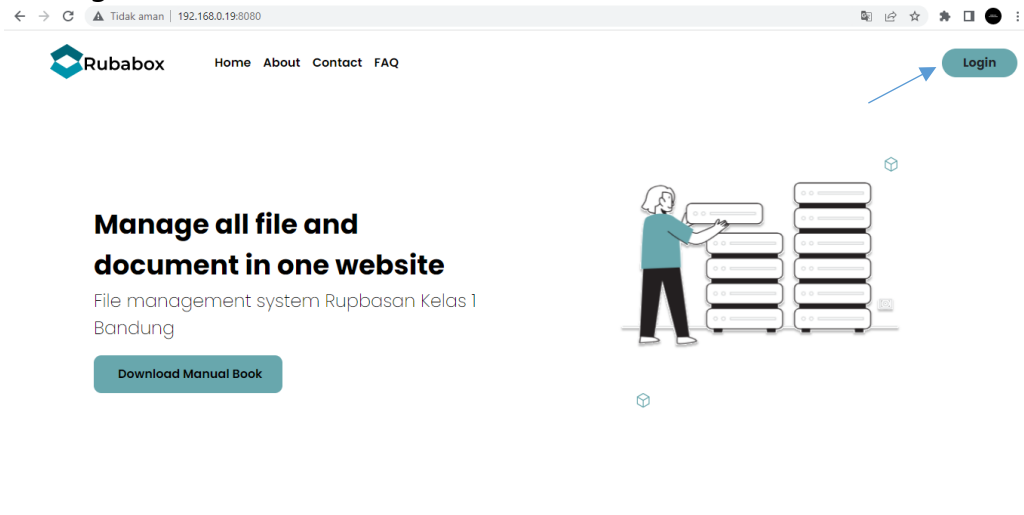 Tidak aman
192.168.0.19:8080
Rubabox
Home About Contact FAQ
Login
Manage all file and
document in one website
File management system Rupbasan Kelas 1
Bandung
Download Manual Book